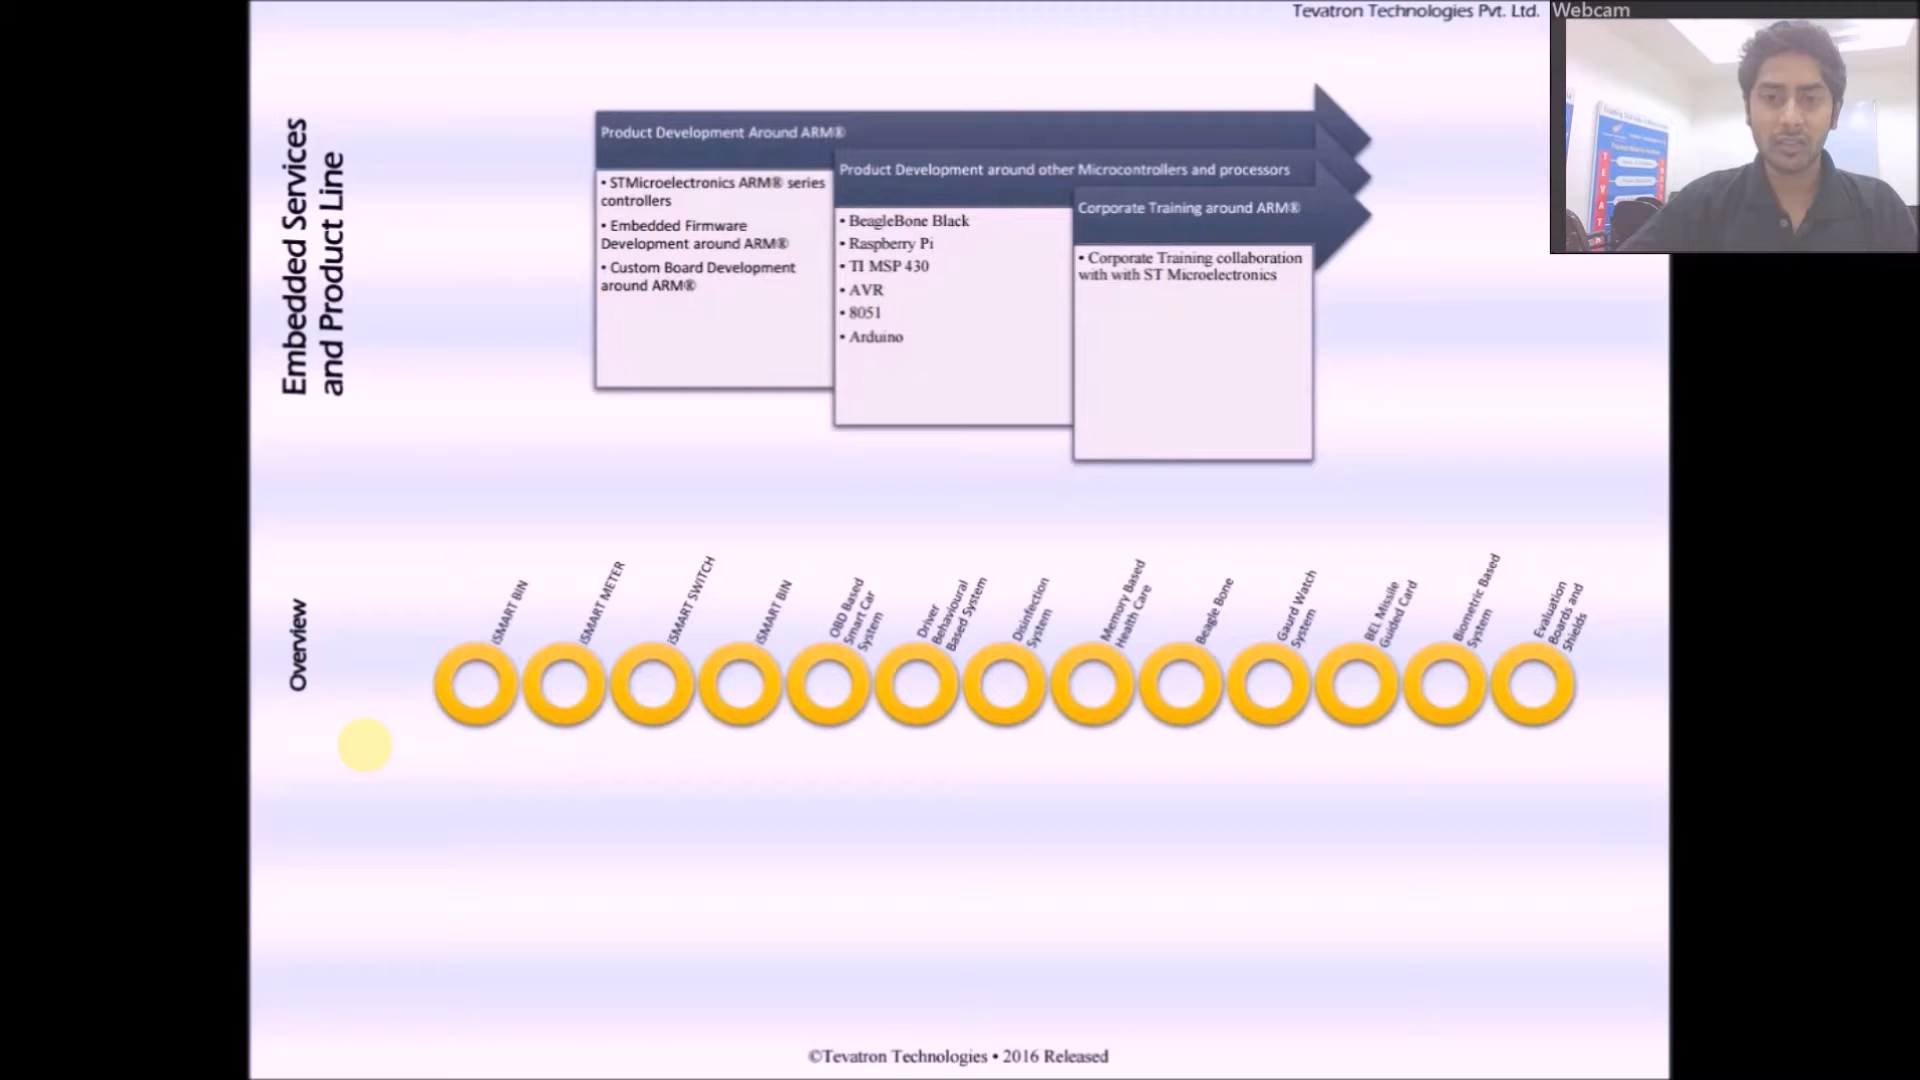 Tevatron Technologies Pvt. Ltd.
Webcam
Embedded Services
and Product Line
Product Development Around ARM®
• STMicroelectronics ARM® series
controllers
• Embedded Firmware
Development around ARM®
• Custom Board Development
around ARM®
Product Development around other Microcontrollers and processors
• BeagleBone Black
• Raspberry Pi
• TI MSP 430
• AVR
• 8051
• Arduino
Corporate Training around ARM®
• Corporate Training collaboration
with with ST Microelectronics
Overview
iSMART BIN
iSMART METER
iSMART SWITCH
iSMART BIN
OBD Based
Smart Car
System
Driver
Behavioural
Based System
Disinfection
System
Memory Based
Health Care
Beagle Bone
Gaurd Watch
System
BEL Missile
Guided Card
Biometric Based
System
Evaluation
Boards and
Shields
©Tevatron Technologies • 2016 Released